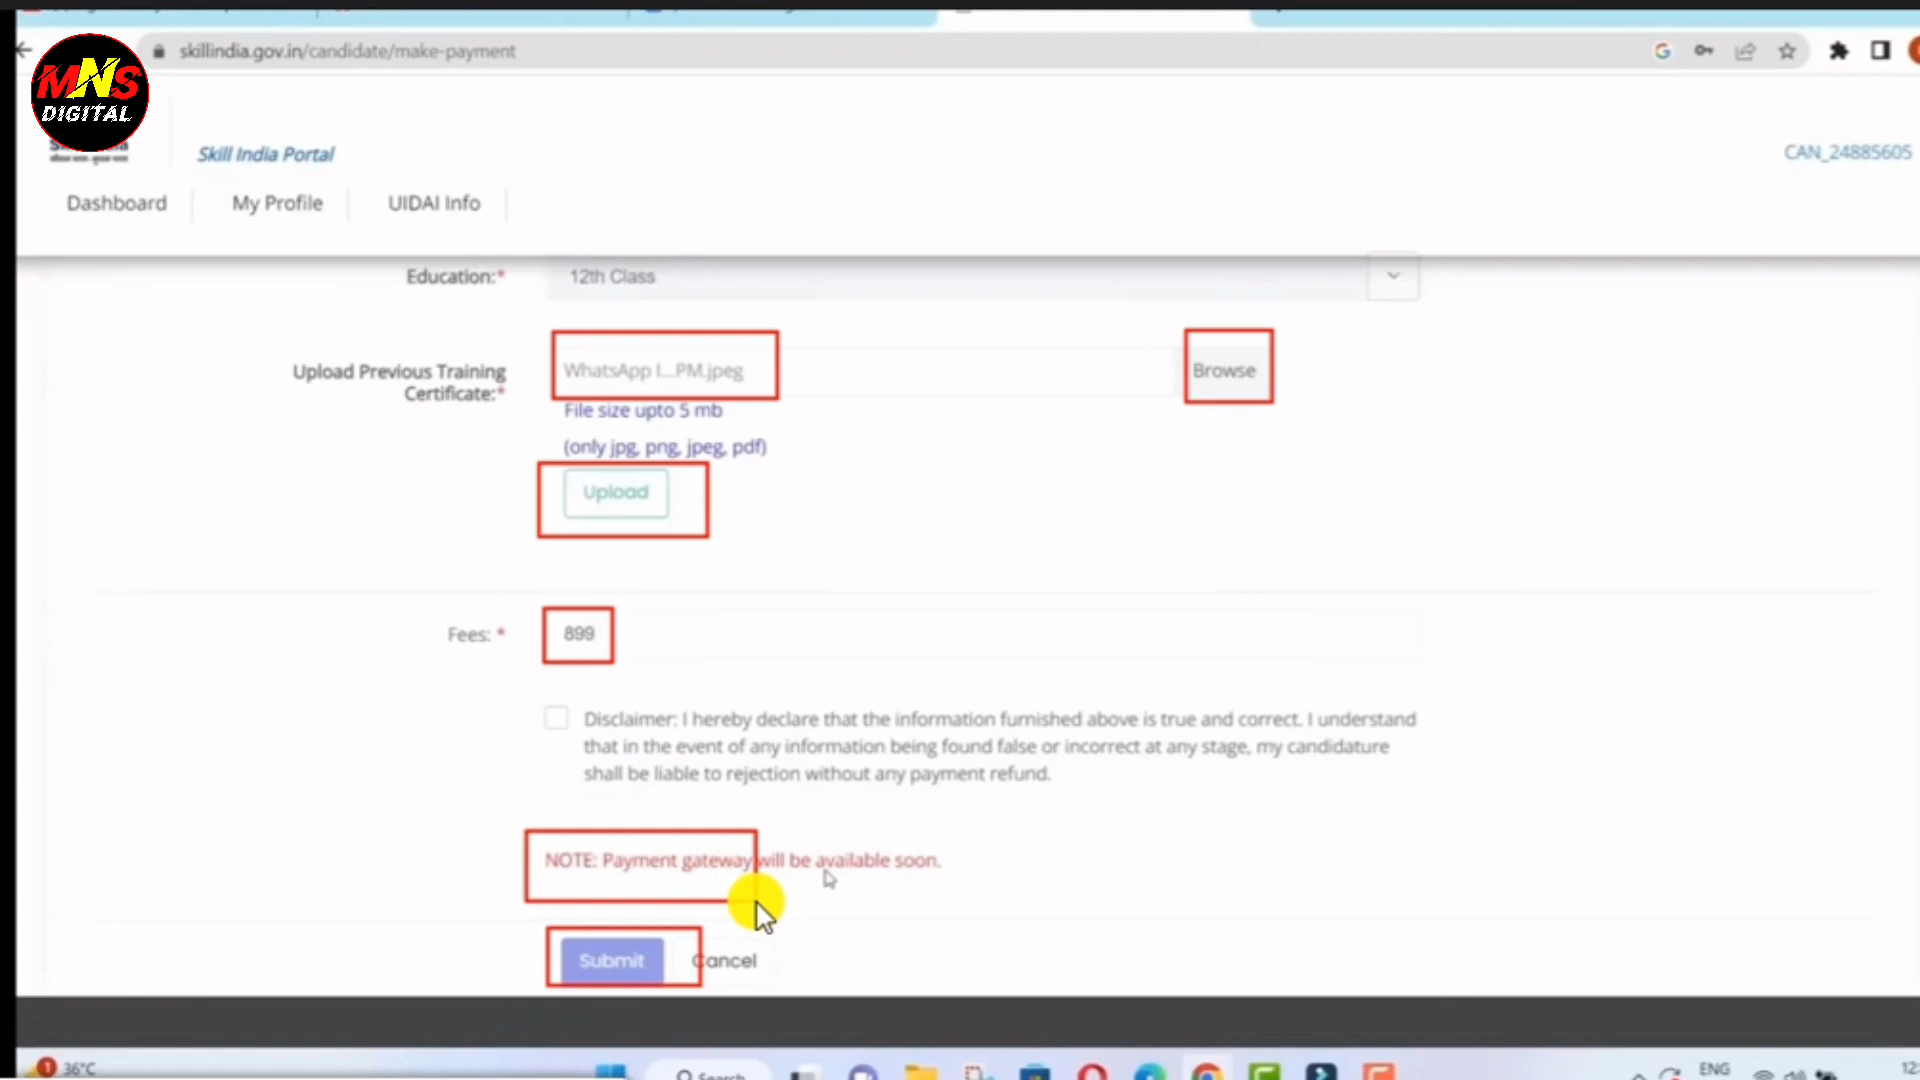 skillindia.gov.in/candidate/make-payment
MNS
DIGITAL
Skill India Portal
CAN_24885605
Dashboard
My Profile
UIDAI Info
Education:* 12th Class
Upload Previous Training
Certificate:*
WhatsApp I...PM.jpeg
Browse
File size upto 5 mb
(only jpg, png, jpeg, pdf)
Upload
Fees: * 899
Disclaimer: I hereby declare that the information furnished above is true and correct. I understand
that in the event of any information being found false or incorrect at any stage, my candidature
shall be liable to rejection without any payment refund.
NOTE: Payment gateway will be available soon.
Submit Cancel
1 36°C
Search
ENG
12: